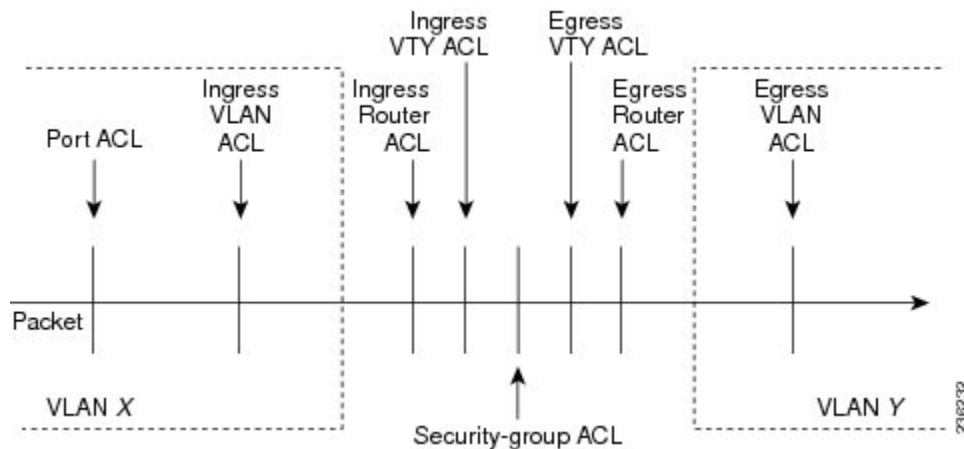 Ingress
VTY ACL
Egress
VTY ACL
Port ACL
Ingress
VLAN
ACL
Ingress
Router
ACL
Egress
Router
ACL
Egress
VLAN
ACL
Packet
VLAN X
Security-group ACL
VLAN Y
236232